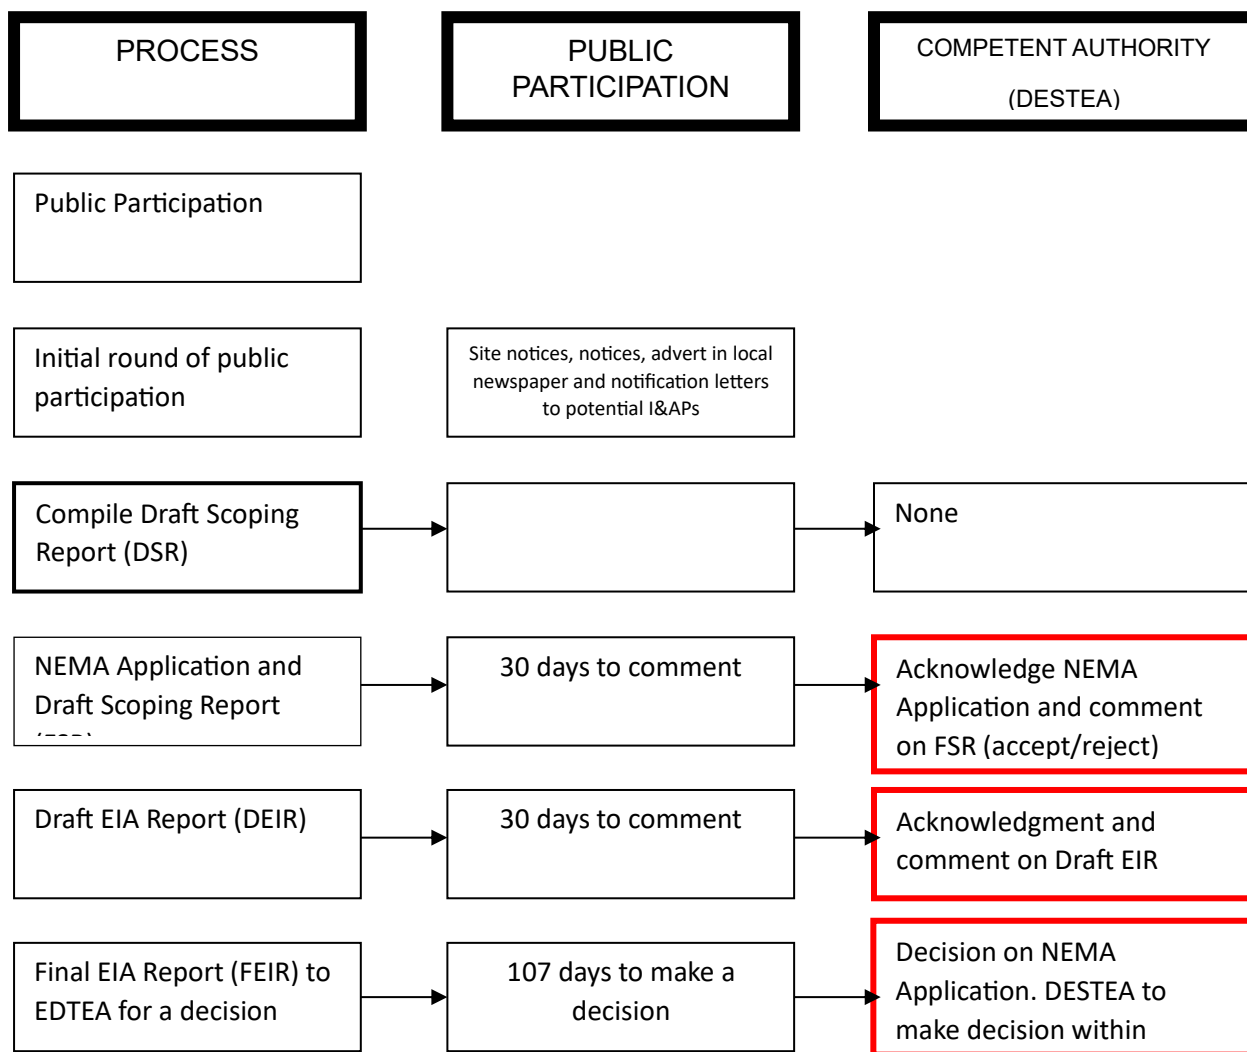 PROCESS
PUBLIC
PARTICIPATION
COMPETENT AUTHORITY
(DESTEA)
Public Participation
Initial round of public
participation
Site notices, notices, advert in local
newspaper and notification letters
to potential I&APs
Compile Draft Scoping
Report (DSR)
None
NEMA Application and
Draft Scoping Report
30 days to comment
Acknowledge NEMA
Application and comment
on FSR (accept/reject)
Draft EIA Report (DEIR)
30 days to comment
Acknowledgment and
comment on Draft EIR
Final EIA Report (FEIR) to
EDTEA for a decision
107 days to make a
decision
Decision on NEMA
Application. DESTEA to
make decision within